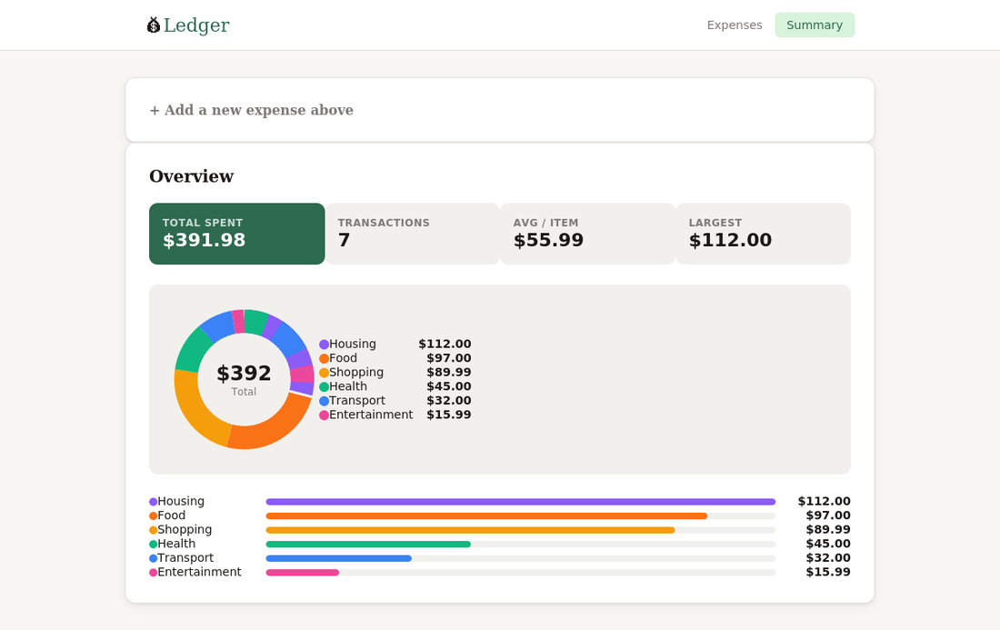 Ledger
Expenses Summary
+ Add a new expense above
Overview
TOTAL SPENT
$391.98
TRANSACTIONS
7
AVG / ITEM
$55.99
LARGEST
$112.00
$392
Total
Housing $112.00
Food $97.00
Shopping $89.99
Health $45.00
Transport $32.00
Entertainment $15.99
Housing $112.00
Food $97.00
Shopping $89.99
Health $45.00
Transport $32.00
Entertainment $15.99